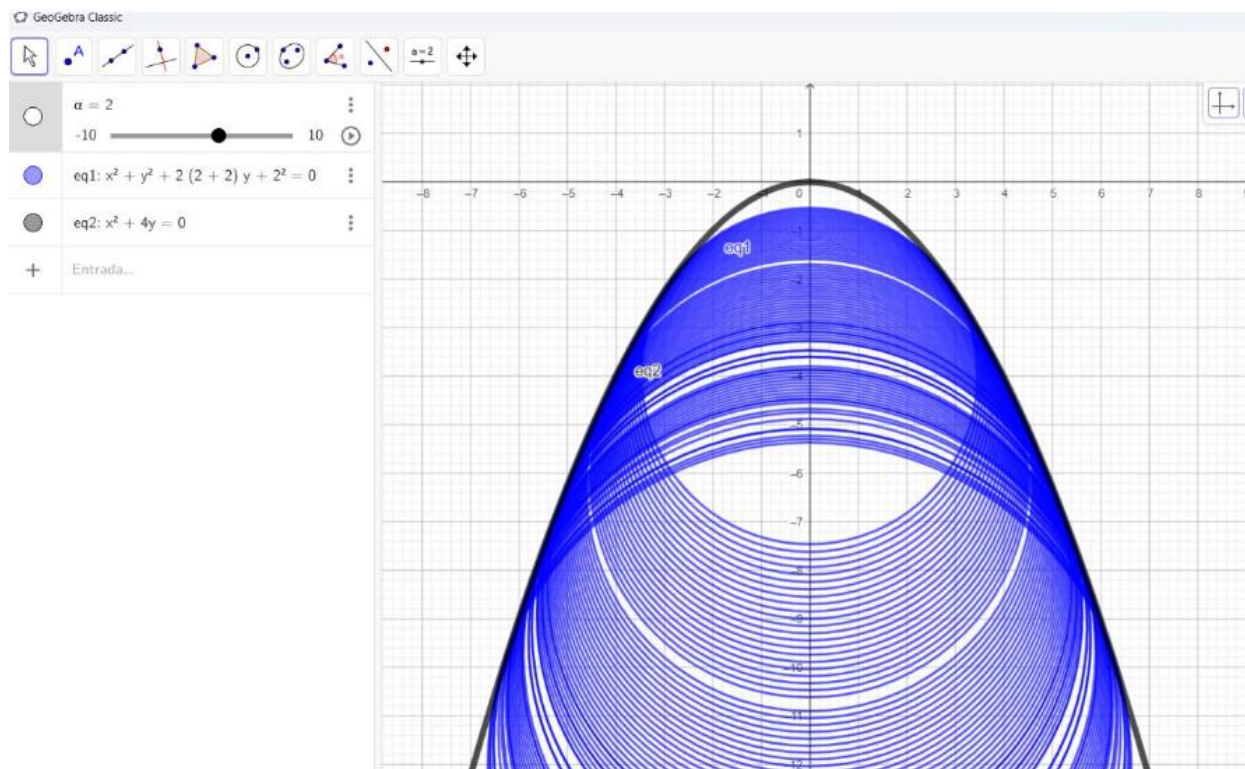 GeoGebra Classic
A
a=2
α = 2
-10 10
eq1: x² + y² + 2 (2 + 2) y + 2² = 0
eq2: x² + 4y = 0
+ Entrada...
1
-8 -7 -6 -5 -4 -3 -2 0 1 2 3 4 5 6 7 8
-1
eq1
-2
-3
eq2
-4
-5
-6
-7
-8
-9
-10
-11
-12